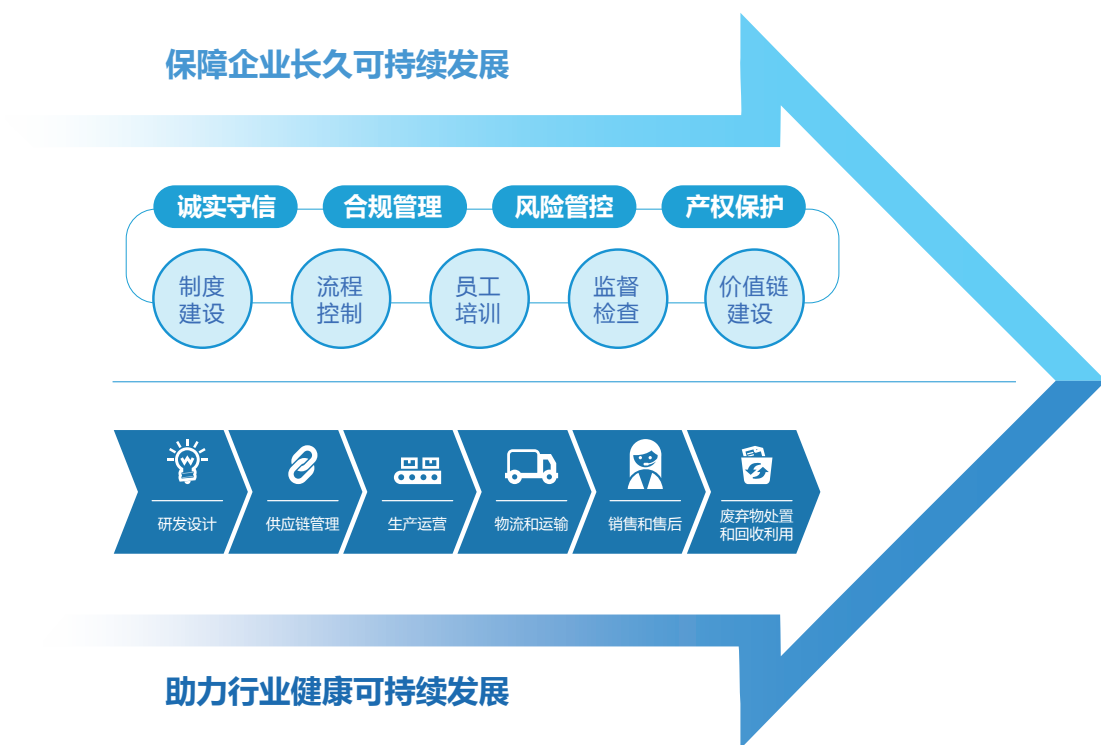 保障企业长久可持续发展
诚实守信
合规管理
风险管控
产权保护
制度
建设
流程
控制
员工
培训
监督
检查
价值链
建设
研发设计
供应链管理
生产运营
物流和运输
销售和售后
废弃物处置
和回收利用
助力行业健康可持续发展